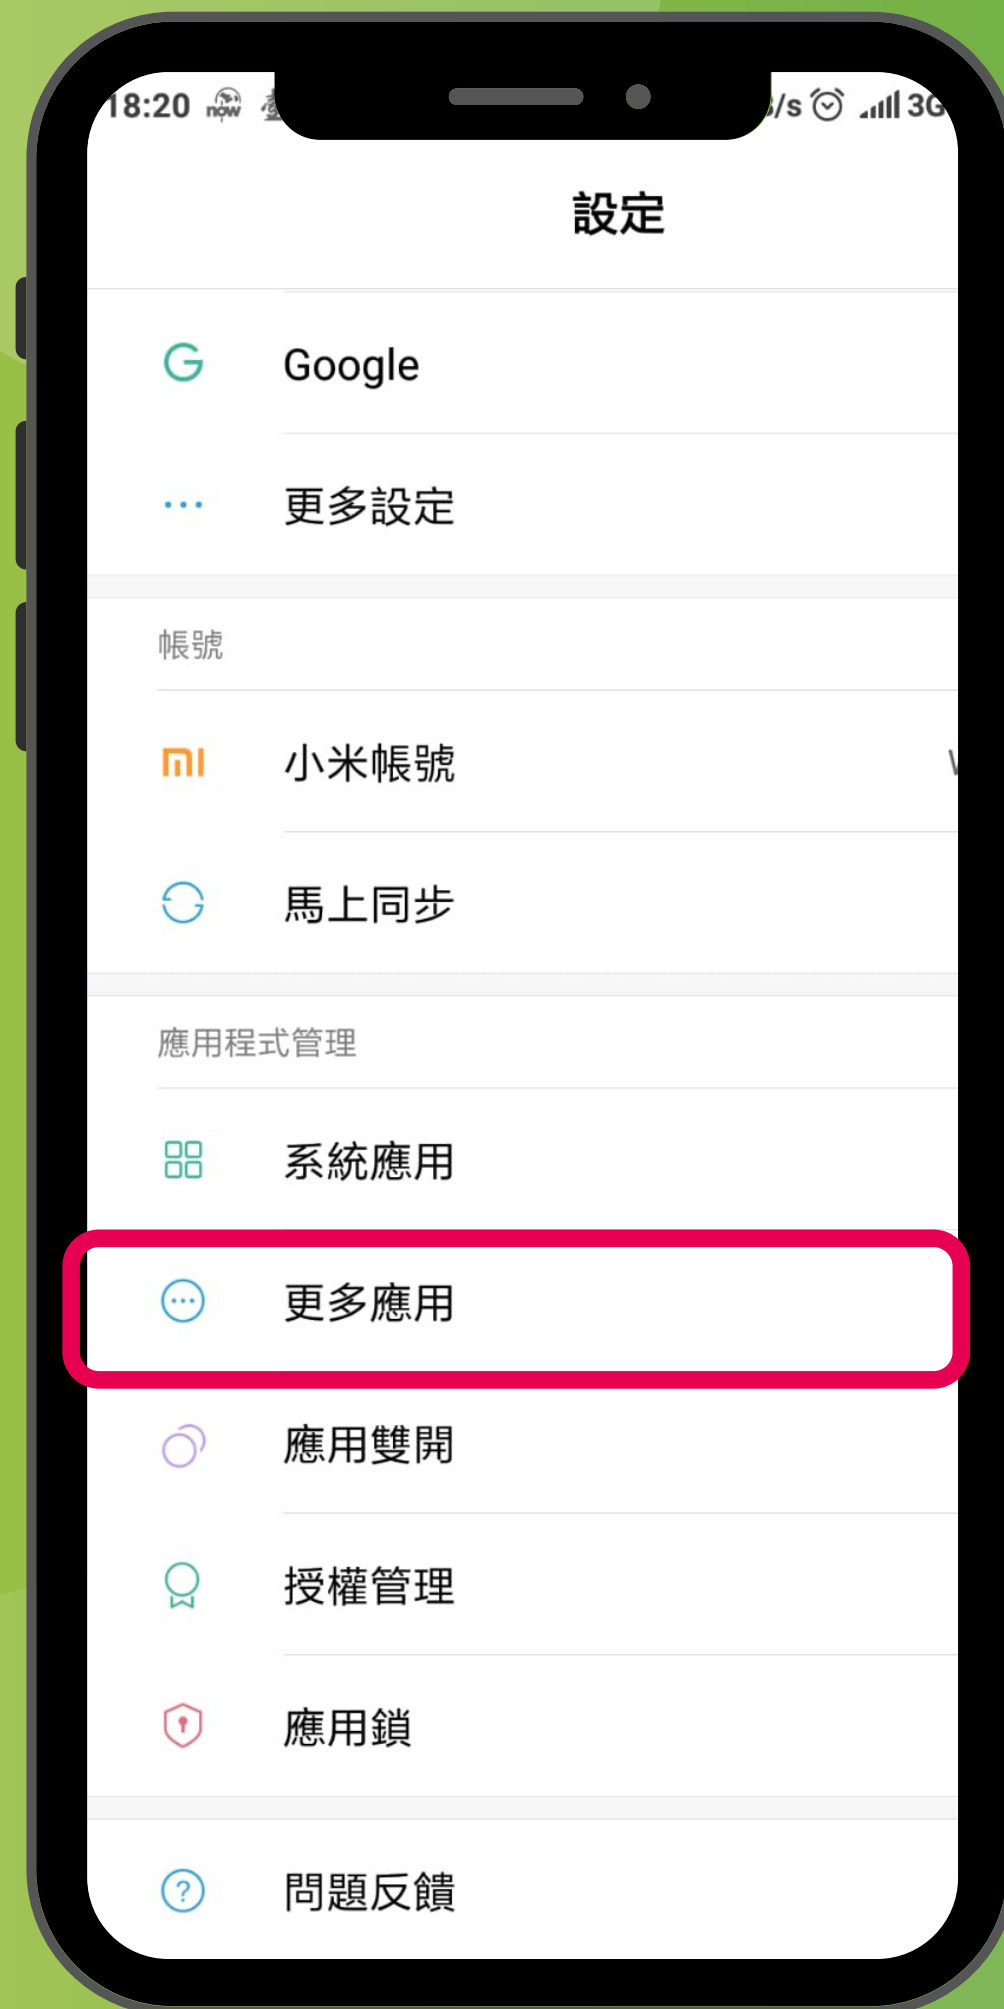 18:20 now
/s 3G
設定
Google
更多設定
帳號
小米帳號
馬上同步
應用程式管理
系統應用
更多應用
應用雙開
授權管理
應用鎖
問題反饋